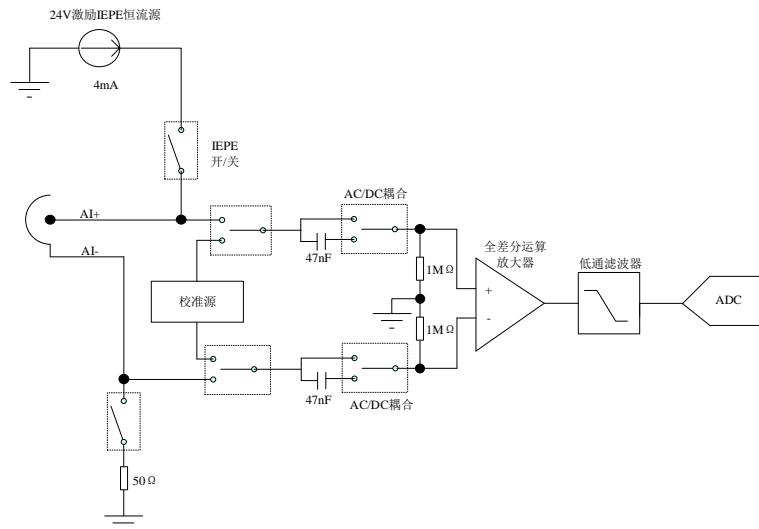 24V激励IEPE恒流源
4mA
IEPE
开/关
AC/DC耦合
AI+
AI-
47nF
1MΩ
全差分运算
放大器
低通滤波器
+
-
ADC
校准源
1MΩ
47nF
AC/DC耦合
50Ω